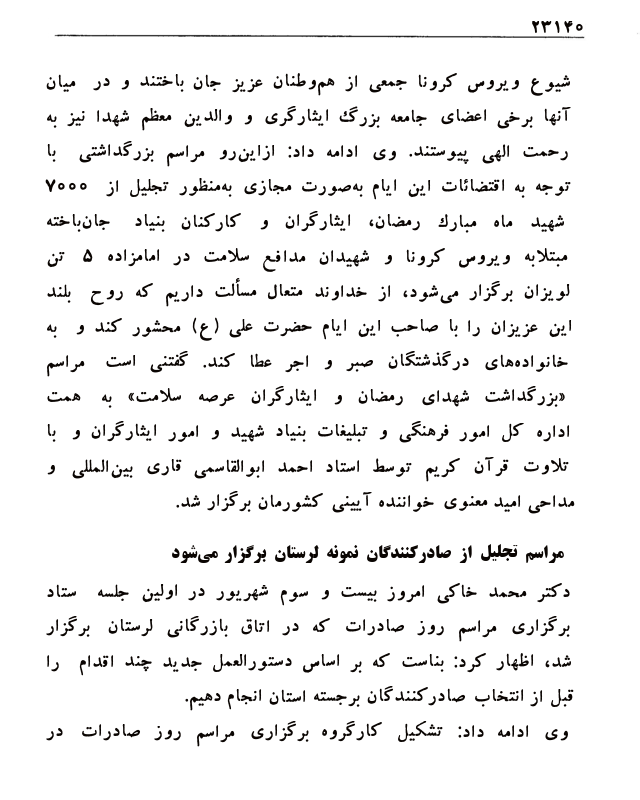 ۲۳۱۴۰
شیوع ویروس کرونا جمعی از هم‌وطنان عزیز جان باختند و در میان
آنها برخی اعضای جامعه بزرگ ایثارگری و والدین معظم شهدا نیز به
رحمت الهی پیوستند. وی ادامه داد: ازاین‌رو مراسم بزرگداشتی با
توجه به اقتضائات این ایام به‌صورت مجازی به‌منظور تجلیل از ۷۰۰۰
شهید ماه مبارك رمضان، ایثارگران و کارکنان بنیاد جان‌باخته
مبتلابه ویروس کرونا و شهیدان مدافع سلامت در امامزاده ۵ تن
لویزان برگزار می‌شود، از خداوند متعال مسألت داریم که روح بلند
این عزیزان را با صاحب این ایام حضرت علی (ع) محشور کند و به
خانواده‌های درگذشتگان صبر و اجر عطا کند. گفتنی است مراسم
«بزرگداشت شهدای رمضان و ایثارگران عرصه سلامت» به همت
اداره کل امور فرهنگی و تبلیغات بنیاد شهید و امور ایثارگران و با
تلاوت قرآن کریم توسط استاد احمد ابوالقاسمی قاری بین‌المللی و
مداحی امید معنوی خواننده آیینی کشورمان برگزار شد.
مراسم تجلیل از صادرکنندگان نمونه لرستان برگزار می‌شود
دکتر محمد خاکی امروز بیست و سوم شهریور در اولین جلسه ستاد
برگزاری مراسم روز صادرات که در اتاق بازرگانی لرستان برگزار
شد، اظهار کرد: بناست که بر اساس دستورالعمل جدید چند اقدام را
قبل از انتخاب صادرکنندگان برجسته استان انجام دهیم.
وی ادامه داد: تشکیل کارگروه برگزاری مراسم روز صادرات در